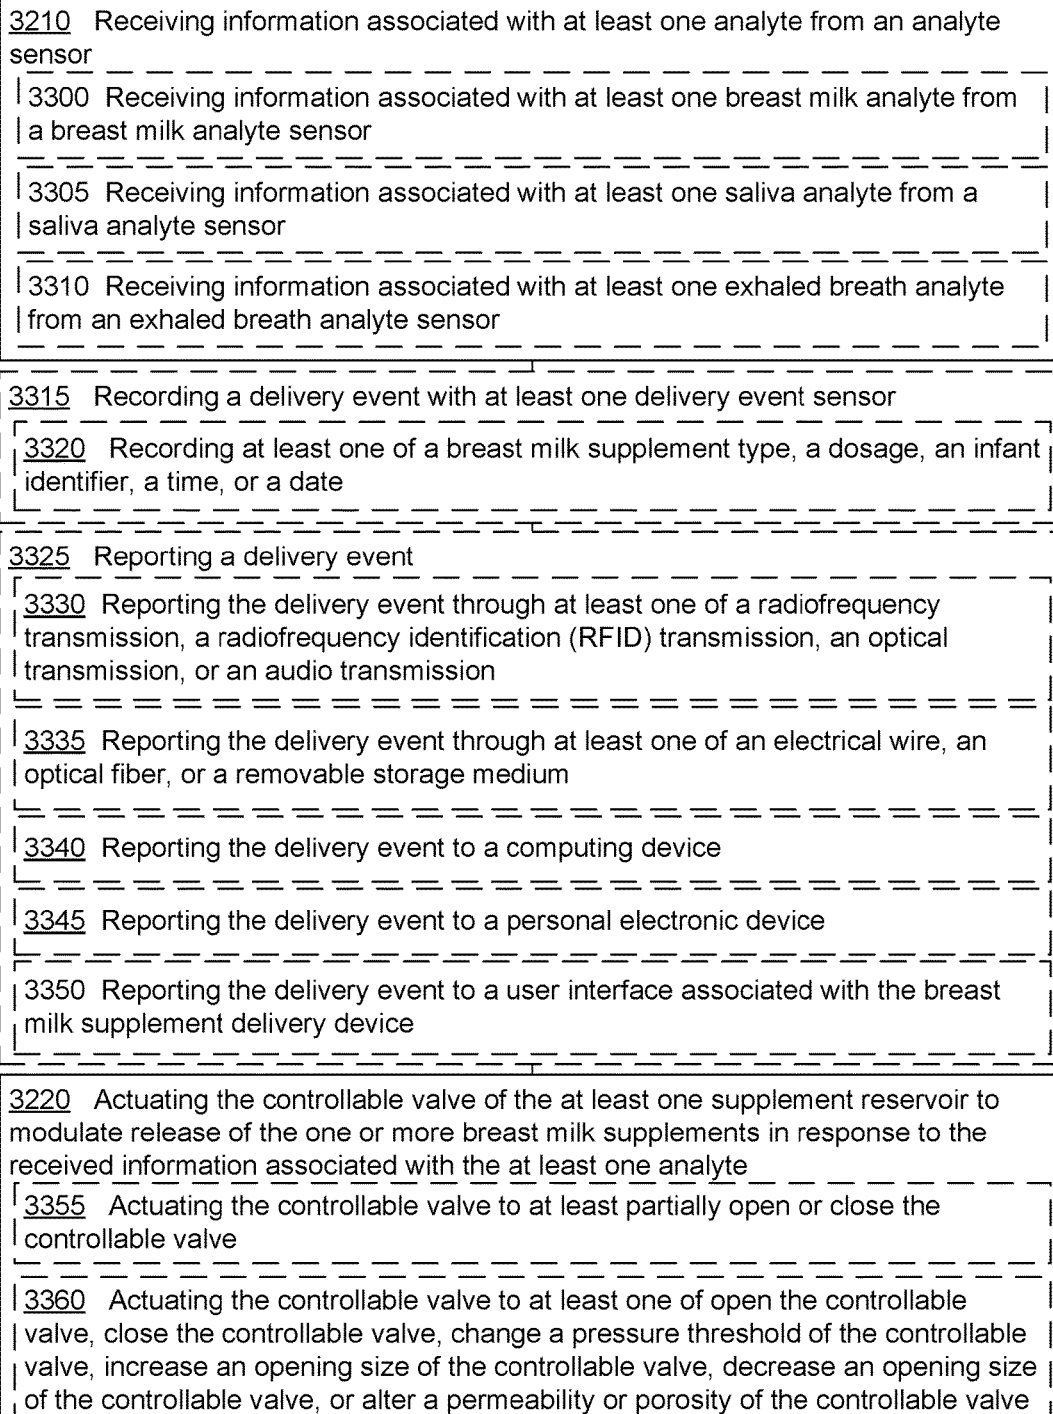 3210 Receiving information associated with at least one analyte from an analyte
sensor
3300 Receiving information associated with at least one breast milk analyte from
a breast milk analyte sensor
3305 Receiving information associated with at least one saliva analyte from a
saliva analyte sensor
3310 Receiving information associated with at least one exhaled breath analyte
from an exhaled breath analyte sensor
3315 Recording a delivery event with at least one delivery event sensor
3320 Recording at least one of a breast milk supplement type, a dosage, an infant
identifier, a time, or a date
3325 Reporting a delivery event
3330 Reporting the delivery event through at least one of a radiofrequency
transmission, a radiofrequency identification (RFID) transmission, an optical
transmission, or an audio transmission
3335 Reporting the delivery event through at least one of an electrical wire, an
optical fiber, or a removable storage medium
3340 Reporting the delivery event to a computing device
3345 Reporting the delivery event to a personal electronic device
3350 Reporting the delivery event to a user interface associated with the breast
milk supplement delivery device
3220 Actuating the controllable valve of the at least one supplement reservoir to
modulate release of the one or more breast milk supplements in response to the
received information associated with the at least one analyte
3355 Actuating the controllable valve to at least partially open or close the
controllable valve
3360 Actuating the controllable valve to at least one of open the controllable
valve, close the controllable valve, change a pressure threshold of the controllable
valve, increase an opening size of the controllable valve, decrease an opening size
of the controllable valve, or alter a permeability or porosity of the controllable valve